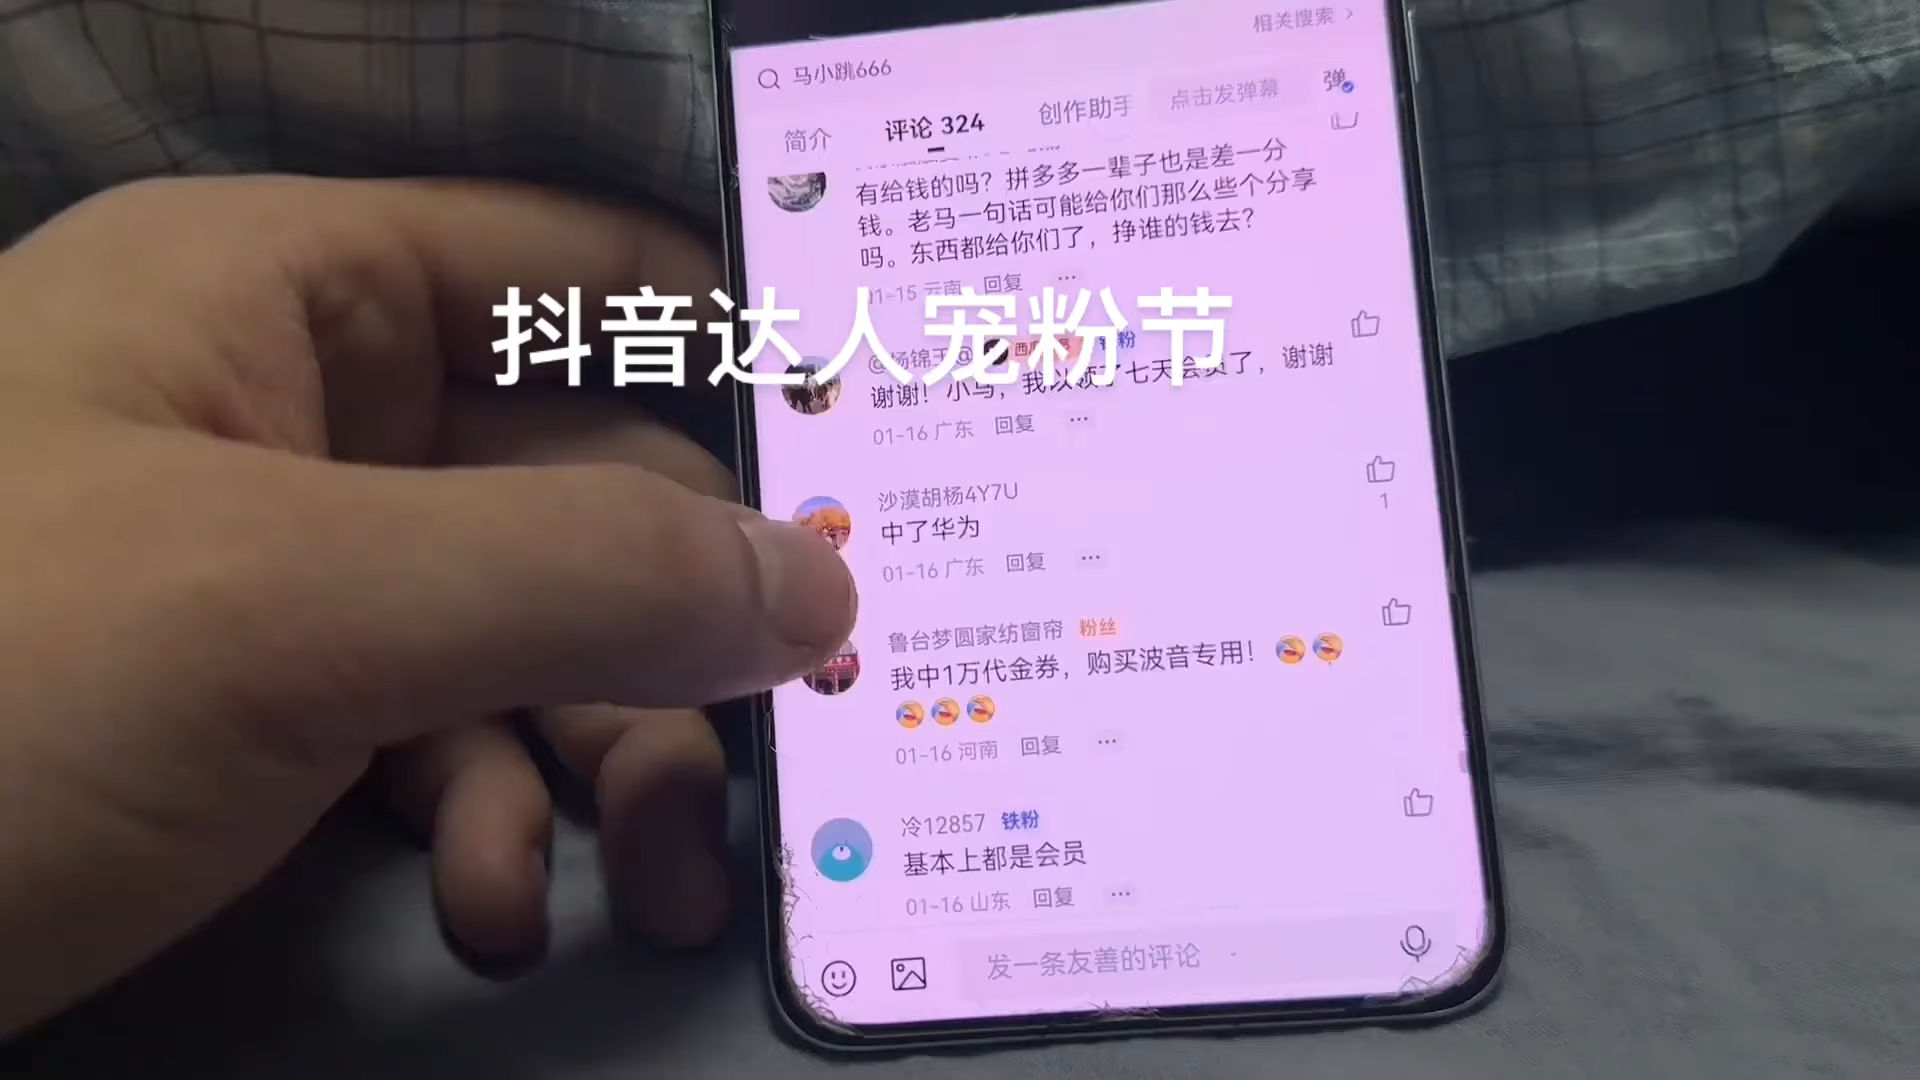 相关搜索 >
马小跳666
简介
评论 324
创作助手
点击发弹幕
弹
有给钱的吗？拼多多一辈子也是差一分
钱。老马一句话可能给你们那么些个分享
吗。东西都给你们了，挣谁的钱去？
01-15 云南 回复 ...
抖音达人宠粉节
铁粉
谢谢！小马，我以领了七天会员了，谢谢
01-16 广东 回复 ...
沙漠胡杨4Y7U
中了华为
1
01-16 广东 回复 ...
鲁台梦圆家纺窗帘 粉丝
我中1万代金券，购买波音专用！
01-16 河南 回复 ...
冷12857 铁粉
基本上都是会员
01-16 山东 回复 ...
发一条友善的评论